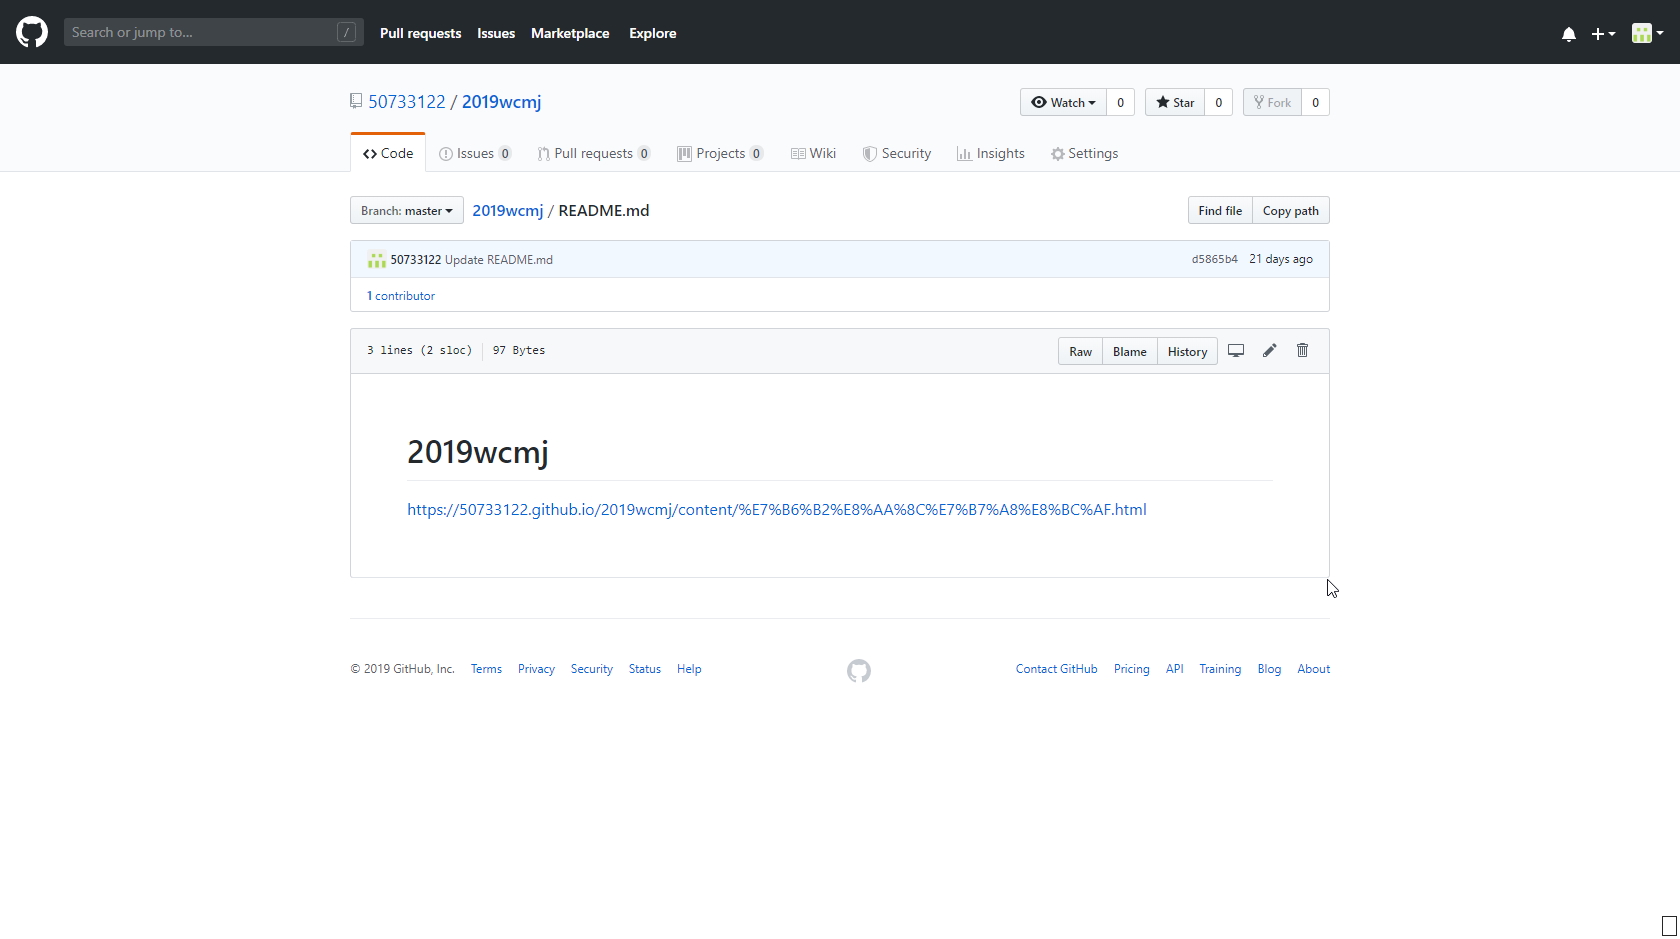 Search or jump to... /
Pull requests Issues Marketplace Explore
50733122 / 2019wcmj
Watch 0 Star 0 Fork 0
Code Issues 0 Pull requests 0 Projects 0 Wiki Security Insights Settings
Branch: master 2019wcmj / README.md Find file Copy path
50733122 Update README.md d5865b4 21 days ago
1 contributor
3 lines (2 sloc) 97 Bytes Raw Blame History
2019wcmj
https://50733122.github.io/2019wcmj/content/%E7%B6%B2%E8%AA%8C%E7%B7%A8%E8%BC%AF.html
© 2019 GitHub, Inc. Terms Privacy Security Status Help Contact GitHub Pricing API Training Blog About